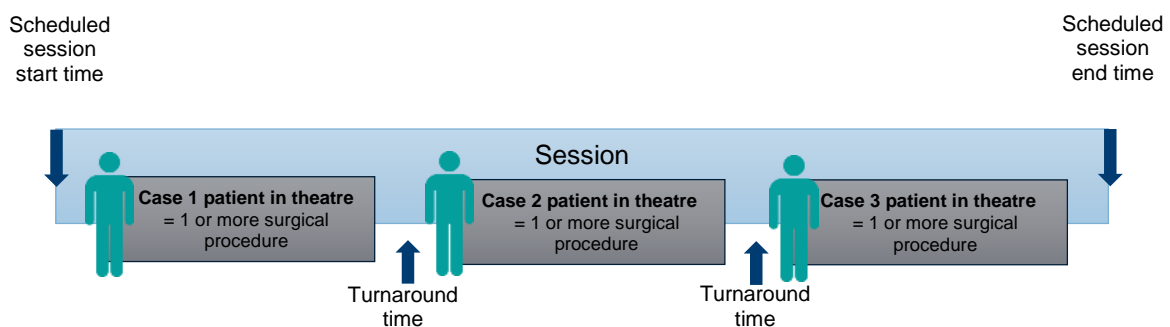 Scheduled
session
start time
Scheduled
session
end time
Session
Case 1 patient in theatre
= 1 or more surgical
procedure
Case 2 patient in theatre
= 1 or more surgical
procedure
Case 3 patient in theatre
= 1 or more surgical
procedure
Turnaround
time
Turnaround
time